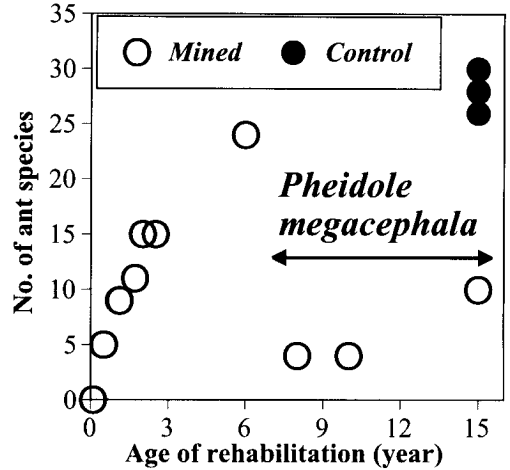 35
30
25
20
15
10
5
0
No. of ant species
Mined
Control
Pheidole
megacephala
0 3 6 9 12 15
Age of rehabilitation (year)